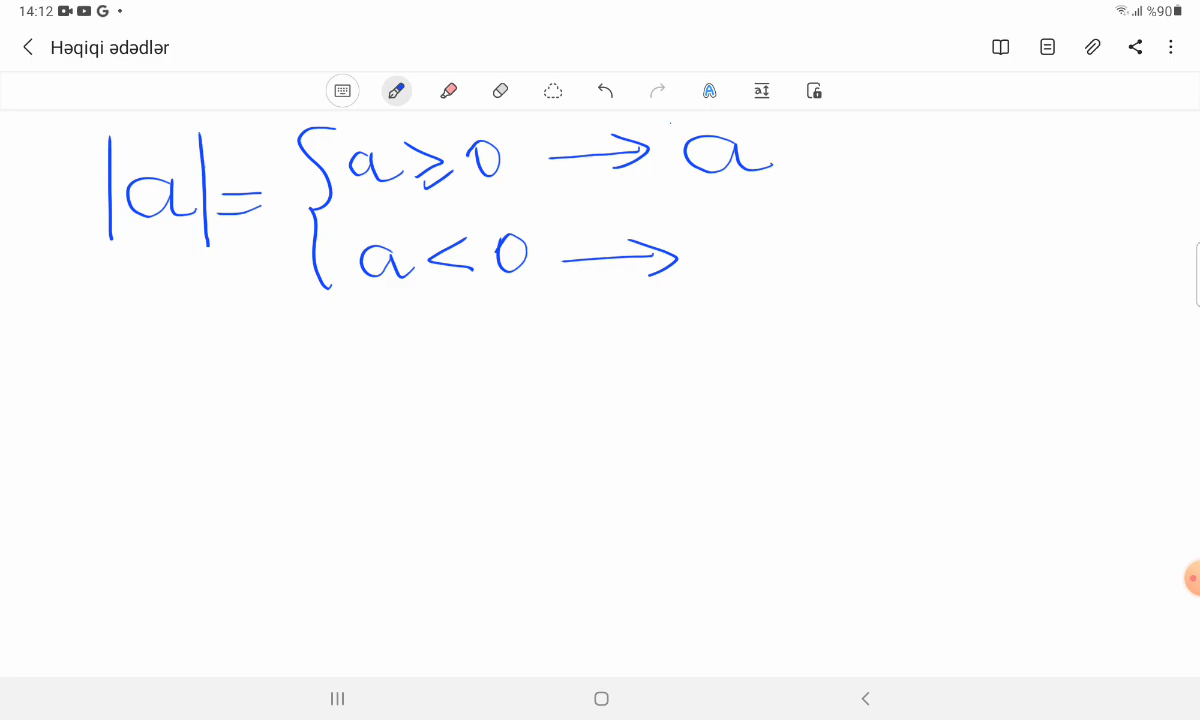 14:12 %90
Həqiqi ədədlər
|a| = { a ⩾ 0 → a
a < 0 →